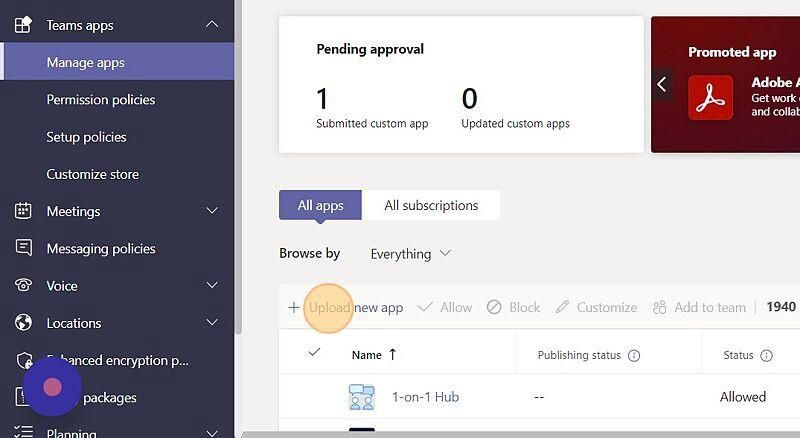 Teams apps
Manage apps
Permission policies
Setup policies
Customize store
Meetings
Messaging policies
Voice
Locations
Enhanced encryption p...
packages
Planning
Pending approval
1
0
Submitted custom app
Updated custom apps
Promoted app
Adobe A
Get work
and collab
All apps
All subscriptions
Browse by
Everything
+ Upload new app
Allow
Block
Customize
Add to team
1940
Name ↑
Publishing status
Status
1-on-1 Hub
--
Allowed